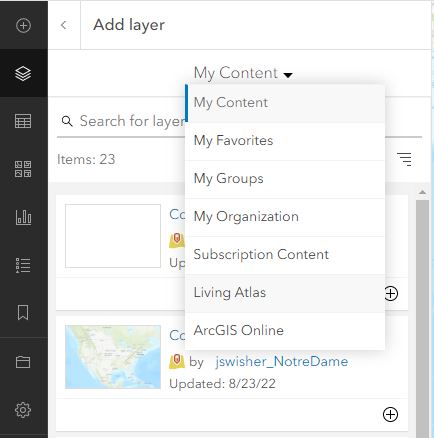 Add layer
My Content
My Content
Search for layer
Items: 23
My Favorites
My Groups
My Organization
Subscription Content
Living Atlas
ArcGIS Online
Co
Upd
Co
by jswisher_NotreDame
Updated: 8/23/22